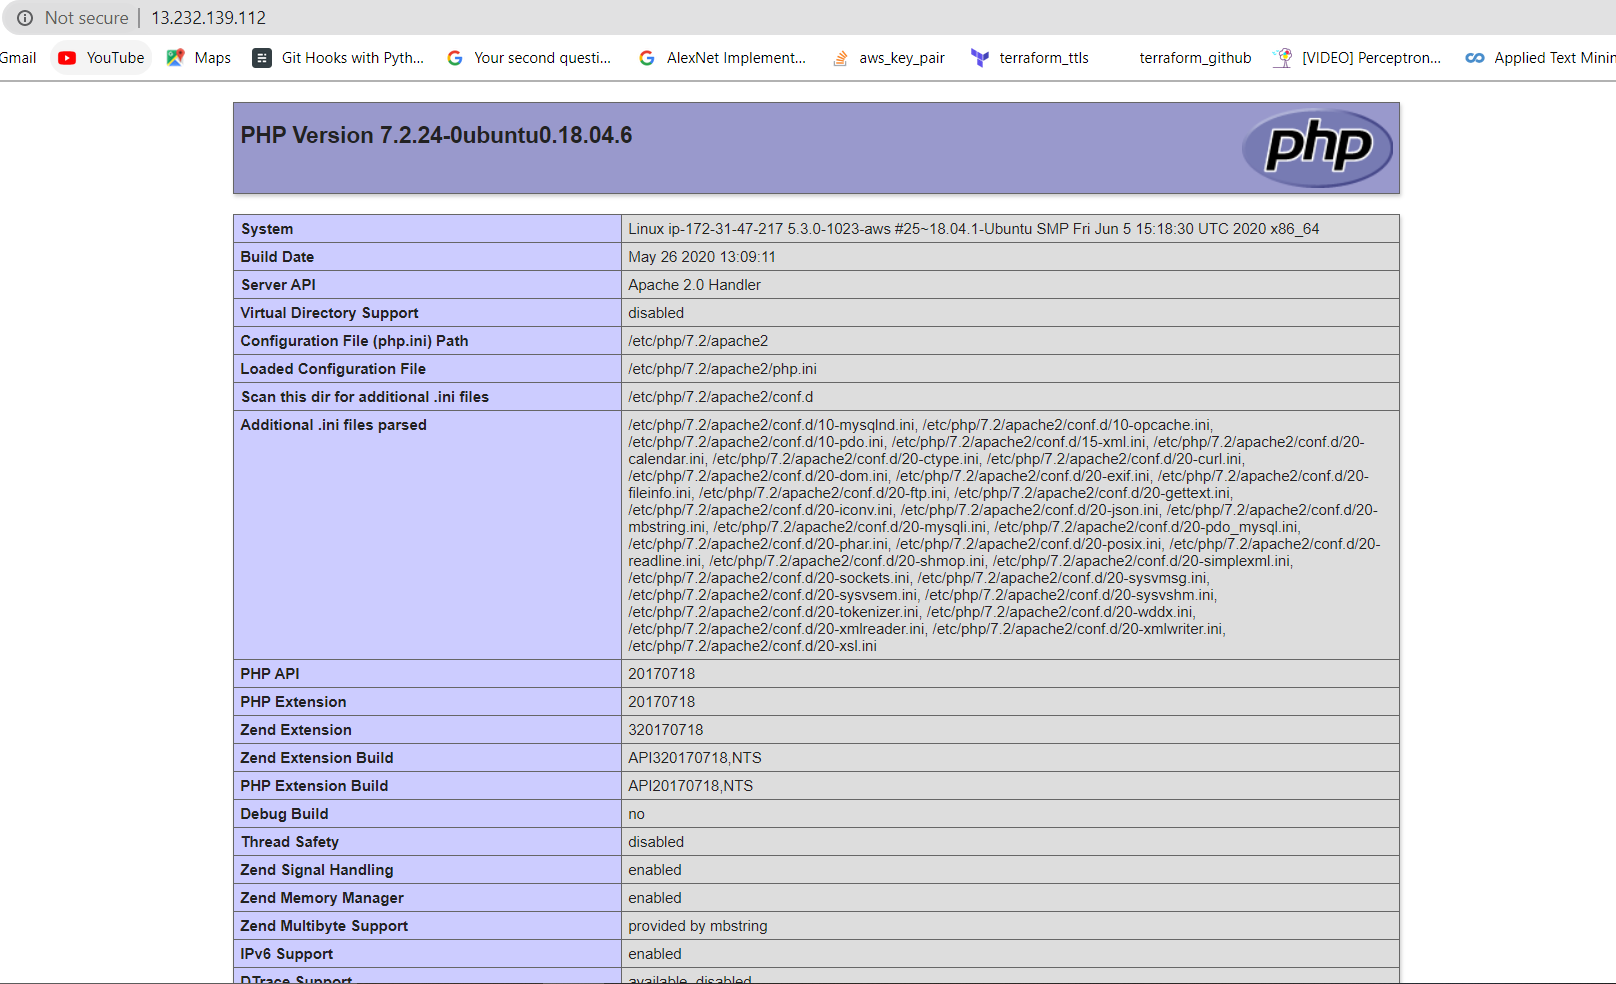 Not secure | 13.232.139.112
Gmail YouTube Maps Git Hooks with Pyth... Your second questi... AlexNet Implement... aws_key_pair terraform_ttls terraform_github [VIDEO] Perceptron... Applied Text Minin
PHP Version 7.2.24-0ubuntu0.18.04.6
php
System Linux ip-172-31-47-217 5.3.0-1023-aws #25~18.04.1-Ubuntu SMP Fri Jun 5 15:18:30 UTC 2020 x86_64
Build Date May 26 2020 13:09:11
Server API Apache 2.0 Handler
Virtual Directory Support disabled
Configuration File (php.ini) Path /etc/php/7.2/apache2
Loaded Configuration File /etc/php/7.2/apache2/php.ini
Scan this dir for additional .ini files /etc/php/7.2/apache2/conf.d
Additional .ini files parsed /etc/php/7.2/apache2/conf.d/10-mysqlnd.ini, /etc/php/7.2/apache2/conf.d/10-opcache.ini,
/etc/php/7.2/apache2/conf.d/10-pdo.ini, /etc/php/7.2/apache2/conf.d/15-xml.ini, /etc/php/7.2/apache2/conf.d/20-
calendar.ini, /etc/php/7.2/apache2/conf.d/20-ctype.ini, /etc/php/7.2/apache2/conf.d/20-curl.ini,
/etc/php/7.2/apache2/conf.d/20-dom.ini, /etc/php/7.2/apache2/conf.d/20-exif.ini, /etc/php/7.2/apache2/conf.d/20-
fileinfo.ini, /etc/php/7.2/apache2/conf.d/20-ftp.ini, /etc/php/7.2/apache2/conf.d/20-gettext.ini,
/etc/php/7.2/apache2/conf.d/20-iconv.ini, /etc/php/7.2/apache2/conf.d/20-json.ini, /etc/php/7.2/apache2/conf.d/20-
mbstring.ini, /etc/php/7.2/apache2/conf.d/20-mysqli.ini, /etc/php/7.2/apache2/conf.d/20-pdo_mysql.ini,
/etc/php/7.2/apache2/conf.d/20-phar.ini, /etc/php/7.2/apache2/conf.d/20-posix.ini, /etc/php/7.2/apache2/conf.d/20-
readline.ini, /etc/php/7.2/apache2/conf.d/20-shmop.ini, /etc/php/7.2/apache2/conf.d/20-simplexml.ini,
/etc/php/7.2/apache2/conf.d/20-sockets.ini, /etc/php/7.2/apache2/conf.d/20-sysvmsg.ini,
/etc/php/7.2/apache2/conf.d/20-sysvsem.ini, /etc/php/7.2/apache2/conf.d/20-sysvshm.ini,
/etc/php/7.2/apache2/conf.d/20-tokenizer.ini, /etc/php/7.2/apache2/conf.d/20-wddx.ini,
/etc/php/7.2/apache2/conf.d/20-xmlreader.ini, /etc/php/7.2/apache2/conf.d/20-xmlwriter.ini,
/etc/php/7.2/apache2/conf.d/20-xsl.ini
PHP API 20170718
PHP Extension 20170718
Zend Extension 320170718
Zend Extension Build API320170718,NTS
PHP Extension Build API20170718,NTS
Debug Build no
Thread Safety disabled
Zend Signal Handling enabled
Zend Memory Manager enabled
Zend Multibyte Support provided by mbstring
IPv6 Support enabled
DTrace Support available, disabled